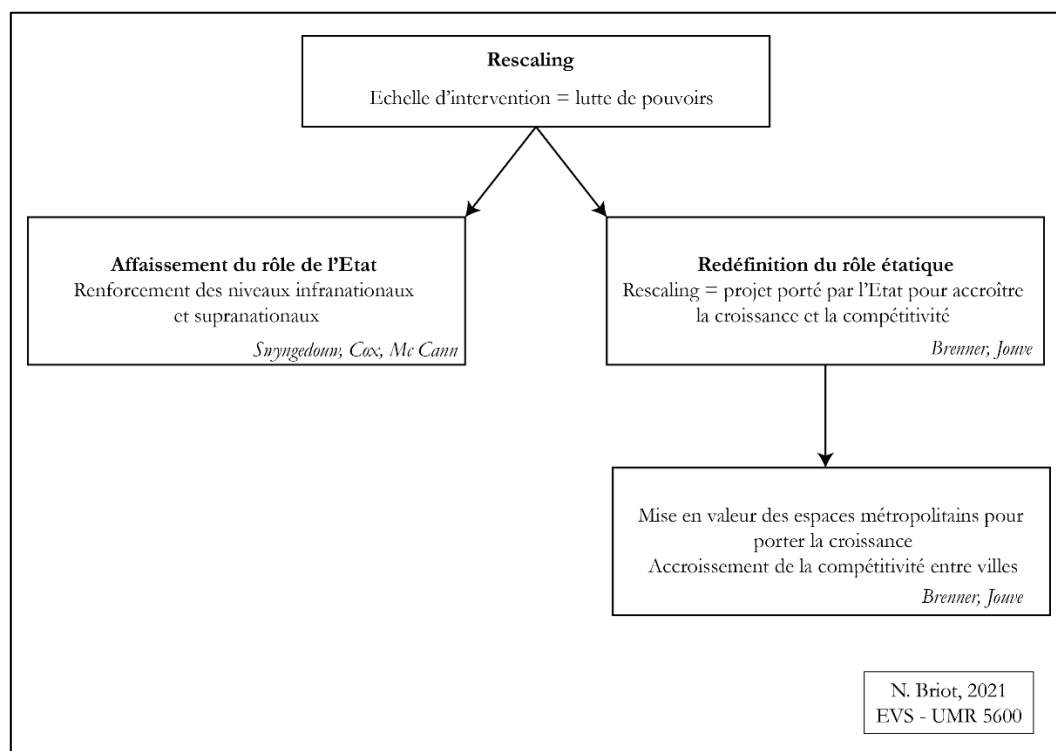 Rescaling
Echelle d'intervention = lutte de pouvoirs
Affaissement du rôle de l'Etat
Renforcement des niveaux infranationaux
et supranationaux
Swyngedouw, Cox, Mc Cann
Redéfinition du rôle étatique
Rescaling = projet porté par l'Etat pour accroître
la croissance et la compétitivité
Brenner, Jouve
Mise en valeur des espaces métropolitains pour
porter la croissance
Accroissement de la compétitivité entre villes
Brenner, Jouve
N. Briot, 2021
EVS - UMR 5600